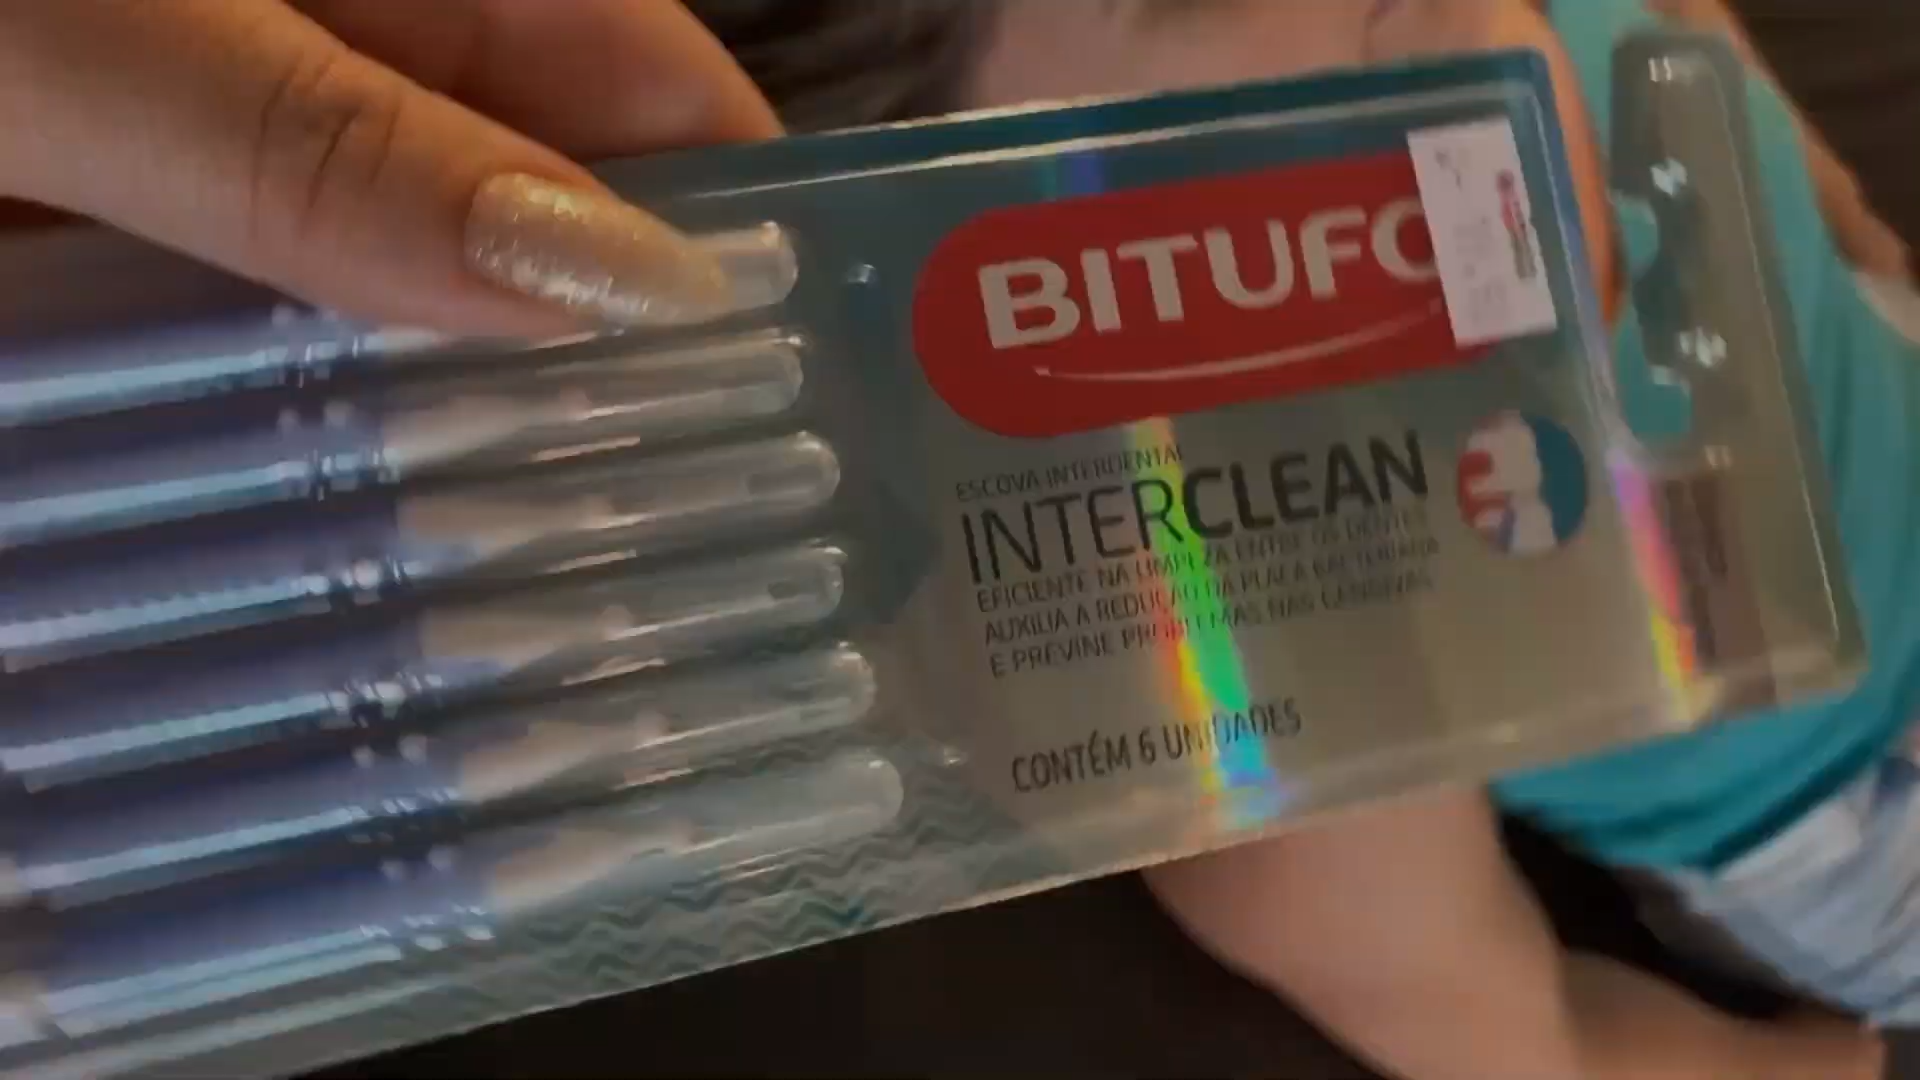 BITUFO
ESCOVA INTERDENTAL
INTERCLEAN
EFICIENTE NA LIMPEZA ENTRE OS DENTES
AUXILIA A REDUÇÃO DA PLACA BACTERIANA
E PREVINE PROBLEMAS NAS GENGIVAS
CONTÉM 6 UNIDADES